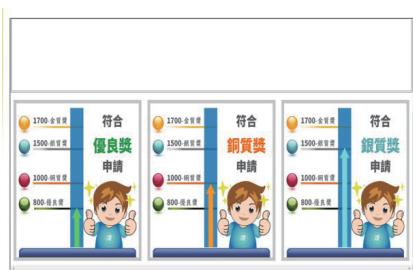 1700-金質獎
1500-銀質獎
1000-銅質獎
800-優良獎
符合
優良獎
申請
1700-金質獎
1500-銀質獎
1000-銅質獎
800-優良獎
符合
銅質獎
申請
1700-金質獎
1500-銀質獎
1000-銅質獎
800-優良獎
符合
銀質獎
申請